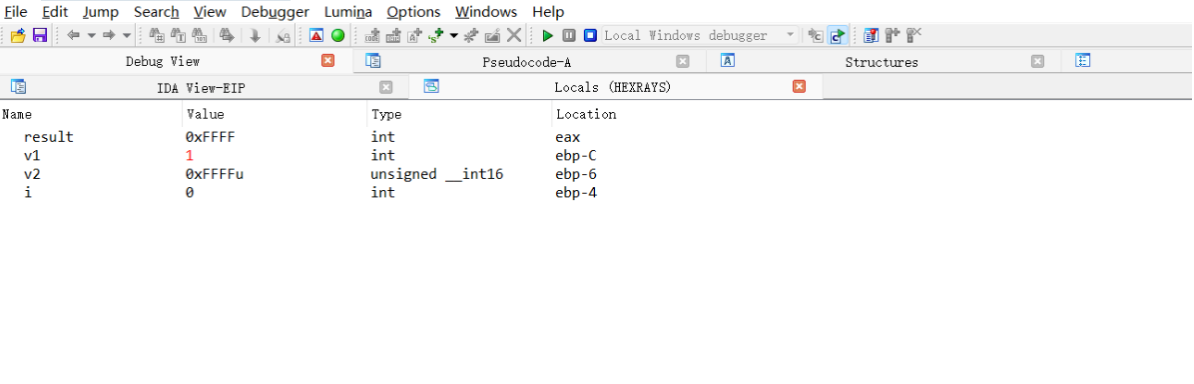 File Edit Jump Search View Debugger Lumina Options Windows Help
Local Windows debugger
Debug View Pseudocode-A Structures
IDA View-EIP Locals (HEXRAYS)
Name Value Type Location
result 0xFFFF int eax
v1 1 int ebp-C
v2 0xFFFFu unsigned __int16 ebp-6
i 0 int ebp-4